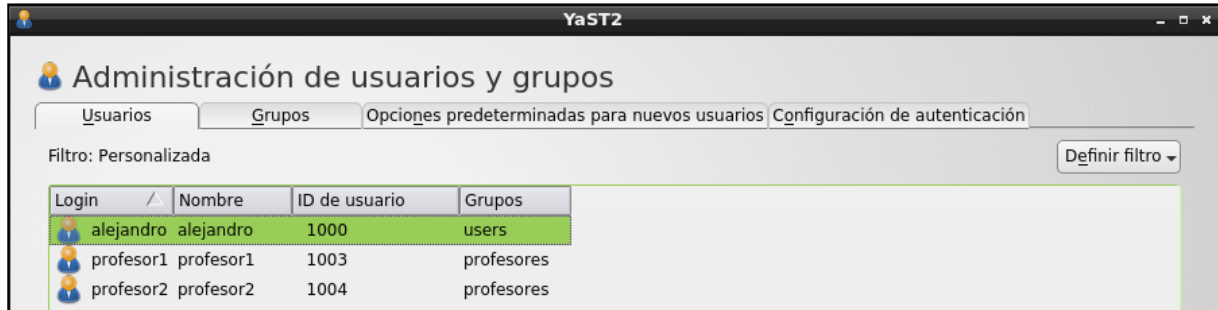 YaST2
Administración de usuarios y grupos
Usuarios Grupos Opciones predeterminadas para nuevos usuarios Configuración de autenticación
Filtro: Personalizada Definir filtro
Login Nombre ID de usuario Grupos
alejandro alejandro 1000 users
profesor1 profesor1 1003 profesores
profesor2 profesor2 1004 profesores